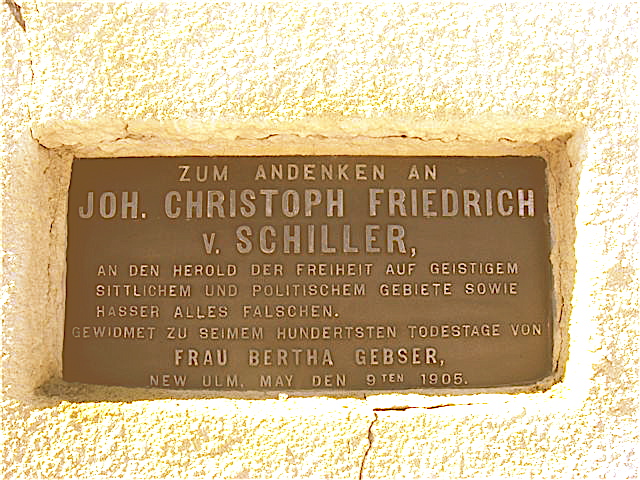 ZUM ANDENKEN AN
JOH. CHRISTOPH FRIEDRICH
V. SCHILLER,
AN DEN HEROLD DER FREIHEIT AUF GEISTIGEM
SITTLICHEM UND POLITISCHEM GEBIETE SOWIE
HASSER ALLES FALSCHEN.
GEWIDMET ZU SEIMEM HUNDERTSTEN TODESTAGE VON
FRAU BERTHA GEBSER,
NEW ULM, MAY DEN 9TEN 1905.